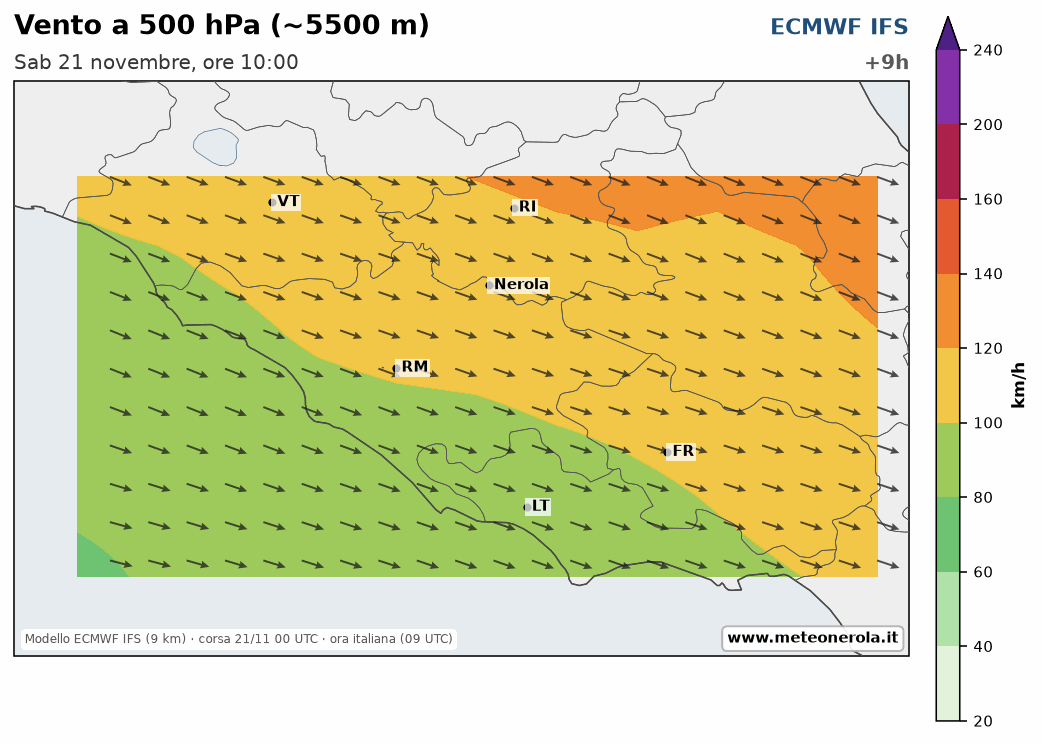 Vento a 500 hPa (~5500 m)
ECMWF IFS
Sab 21 novembre, ore 10:00
+9h
VT
RI
Nerola
RM
FR
LT
240
200
160
140
120
100
80
60
40
20
km/h
Modello ECMWF IFS (9 km) · corsa 21/11 00 UTC · ora italiana (09 UTC)
www.meteonerola.it